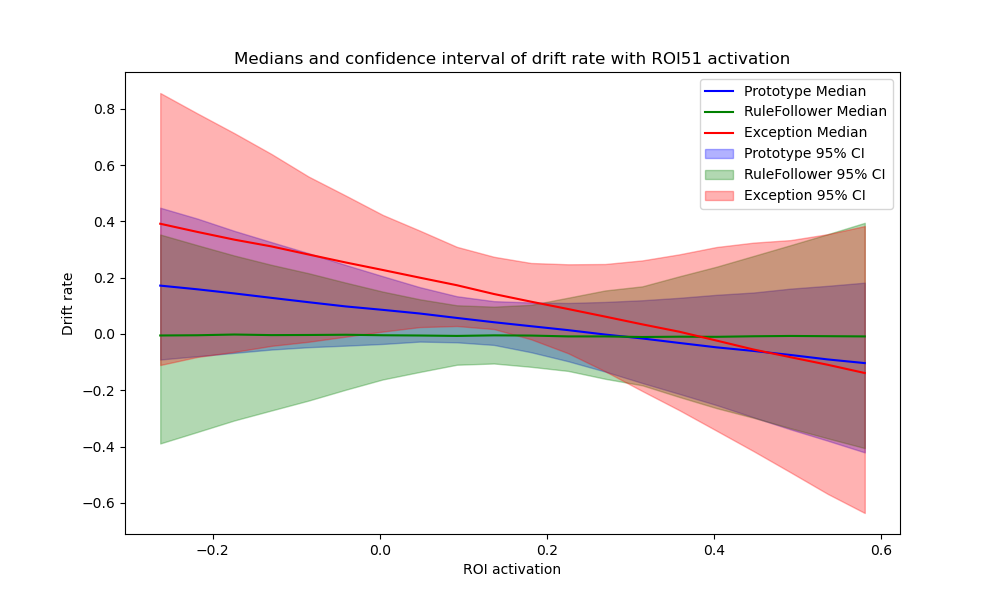 Medians and confidence interval of drift rate with ROI51 activation
Prototype Median
RuleFollower Median
Exception Median
Prototype 95% CI
RuleFollower 95% CI
Exception 95% CI
Drift rate
0.8
0.6
0.4
0.2
0.0
−0.2
−0.4
−0.6
−0.2
0.0
0.2
0.4
0.6
ROI activation